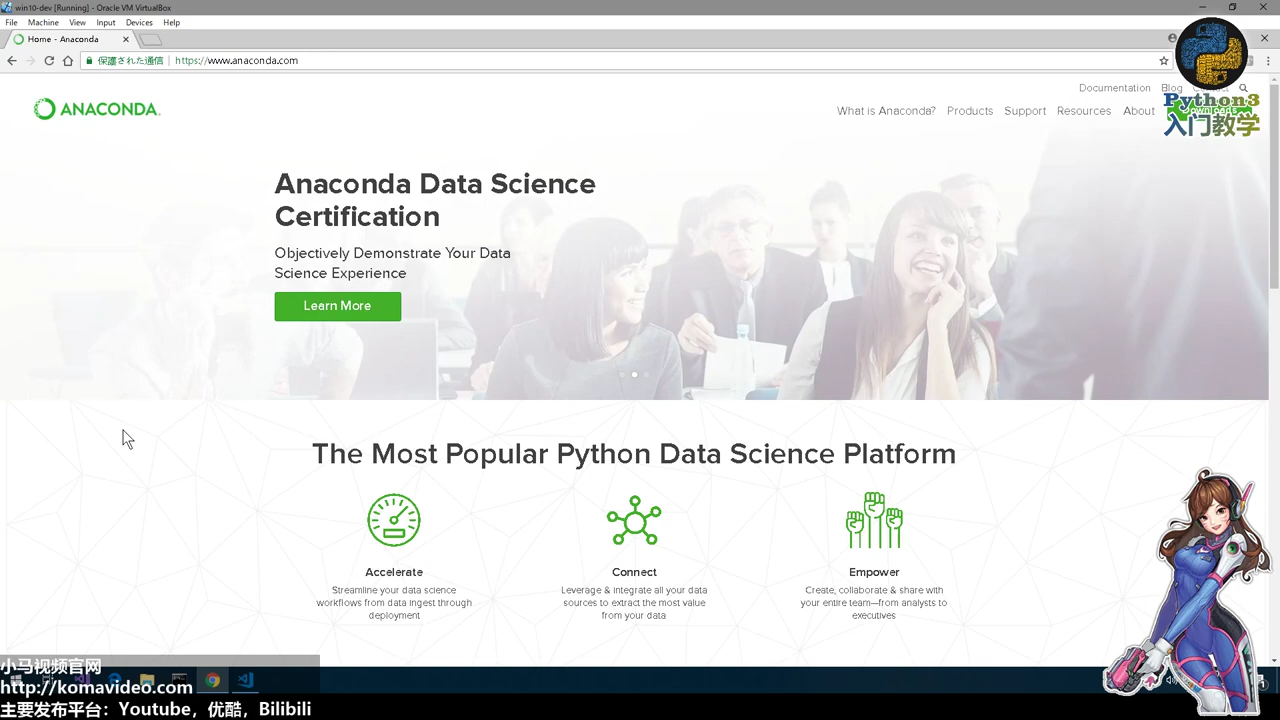 win10-dev [Running] - Oracle VM VirtualBox
File Machine View Input Devices Help
Home - Anaconda
保護された通信 https://www.anaconda.com
Documentation Blog
ANACONDA
What is Anaconda? Products Support Resources About
Python3
入门教学
Anaconda Data Science
Certification
Objectively Demonstrate Your Data
Science Experience
Learn More
The Most Popular Python Data Science Platform
Accelerate
Streamline your data science
workflows from data ingest through
deployment
Connect
Leverage & integrate all your data
sources to extract the most value
from your data
Empower
Create, collaborate & share with
your entire team—from analysts to
executives
小马视频官网
http://komavideo.com
主要发布平台：Youtube，优酷，Bilibili